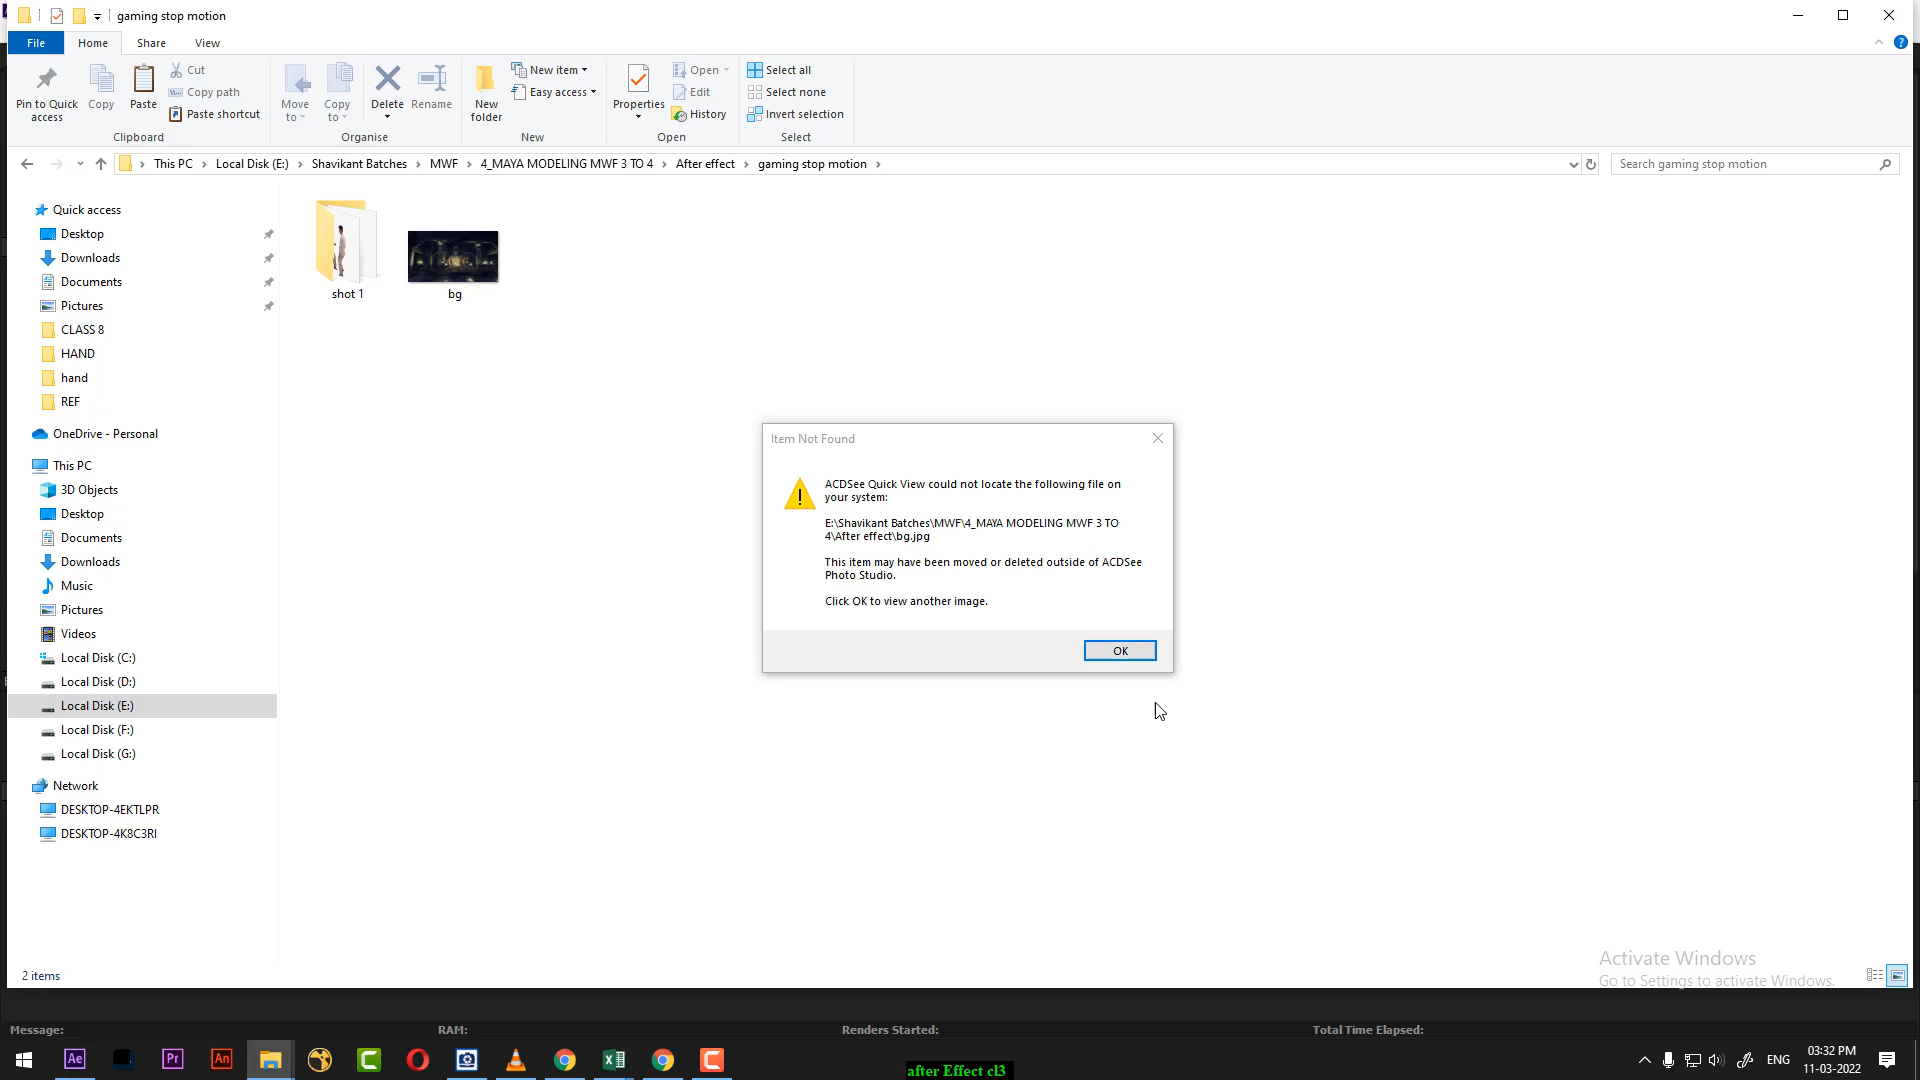 gaming stop motion
File
Home
Share
View
Pin to Quick access
Copy
Paste
Cut
Copy path
Paste shortcut
Clipboard
Move to
Copy to
Delete
Rename
Organise
New folder
New item
Easy access
New
Properties
Open
Edit
History
Open
Select all
Select none
Invert selection
Select
This PC > Local Disk (E:) > Shavikant Batches > MWF > 4_MAYA MODELING MWF 3 TO 4 > After effect > gaming stop motion >
Search gaming stop motion
Quick access
Desktop
Downloads
Documents
Pictures
CLASS 8
HAND
hand
REF
OneDrive - Personal
This PC
3D Objects
Desktop
Documents
Downloads
Music
Pictures
Videos
Local Disk (C:)
Local Disk (D:)
Local Disk (E:)
Local Disk (F:)
Local Disk (G:)
Network
DESKTOP-4EKTLPR
DESKTOP-4K8C3RI
shot 1
bg
Item Not Found
ACDSee Quick View could not locate the following file on
your system:
E:\Shavikant Batches\MWF\4_MAYA MODELING MWF 3 TO
4\After effect\bg.jpg
This item may have been moved or deleted outside of ACDSee
Photo Studio.
Click OK to view another image.
OK
Activate Windows
Go to Settings to activate Windows.
2 items
Message:
RAM:
Renders Started:
Total Time Elapsed:
Ae
Pr
An
after Effect cl3
ENG
03:32 PM
11-03-2022